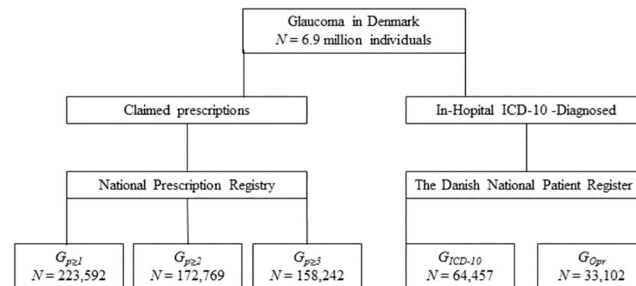 Glaucoma in Denmark
N = 6.9 million individuals
Claimed prescriptions
In-Hopital ICD-10 -Diagnosed
National Prescription Registry
The Danish National Patient Register
Gp≥1
N = 223,592
Gp≥2
N = 172,769
Gp≥3
N = 158,242
GICD-10
N = 64,457
GOpr
N = 33,102